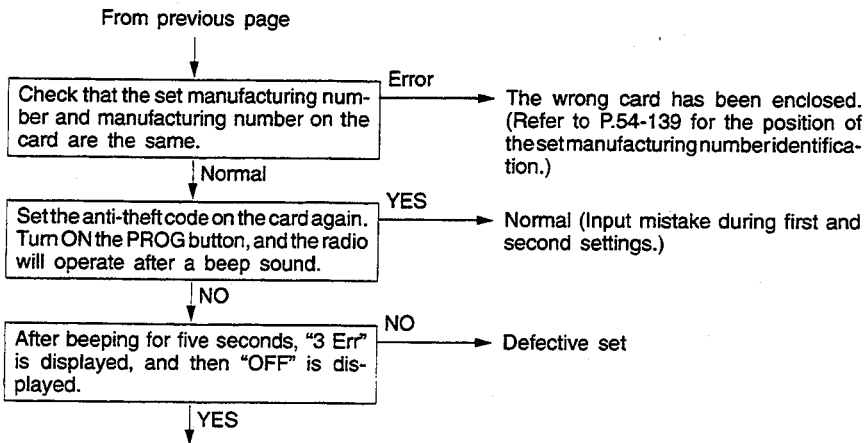 From previous page
Error
Check that the set manufacturing num-
ber and manufacturing number on the
card are the same.
The wrong card has been enclosed.
(Refer to P.54-139 for the position of
the set manufacturing number identifica-
tion.)
Normal
YES
Set the anti-theft code on the card again.
Turn ON the PROG button, and the radio
will operate after a beep sound.
Normal (Input mistake during first and
second settings.)
NO
NO
After beeping for five seconds, “3 Err”
is displayed, and then “OFF” is dis-
played.
Defective set
YES